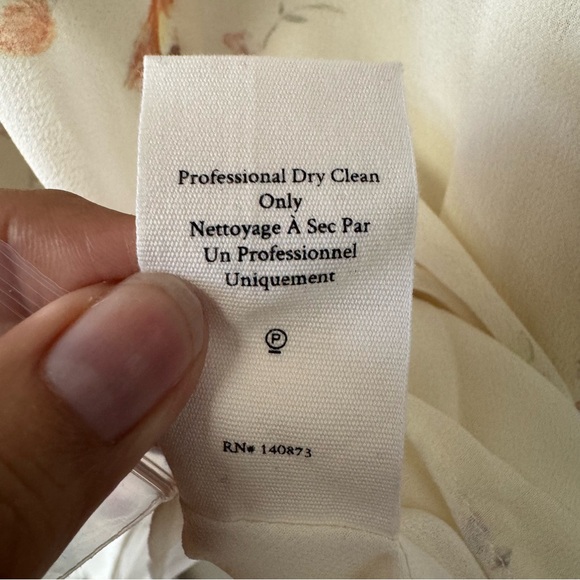 Professional Dry Clean
Only
Nettoyage À Sec Par
Un Professionnel
Uniquement
P
RN# 140873